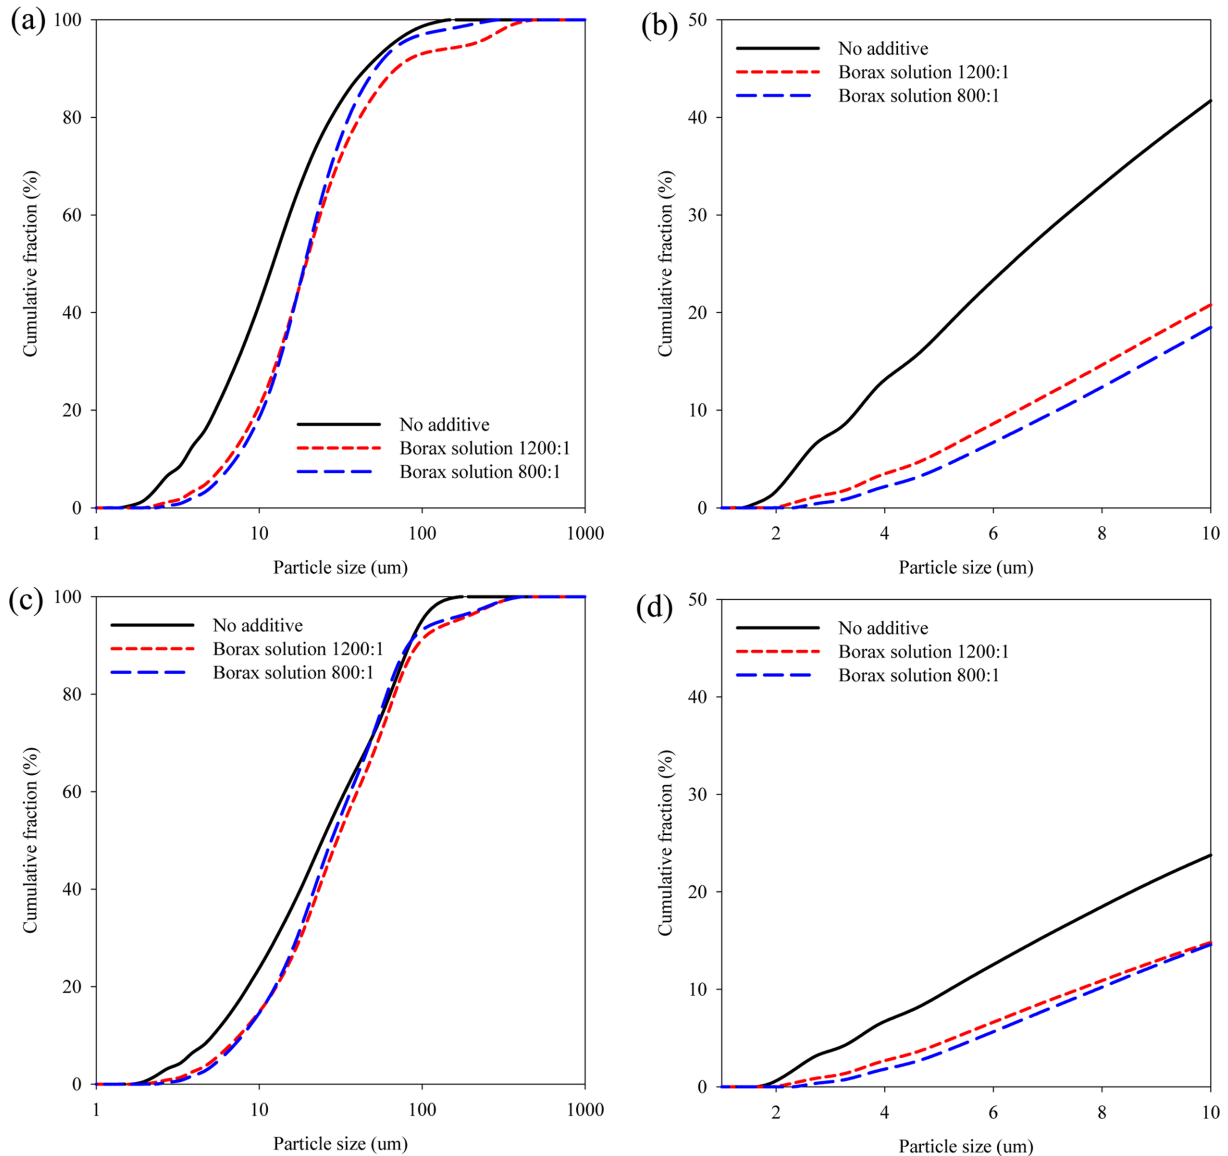 (a)
100
80
60
40
20
0
Cumulative fraction (%)
No additive
Borax solution 1200:1
Borax solution 800:1
1
10
100
1000
Particle size (um)
(b)
50
40
30
20
10
0
Cumulative fraction (%)
No additive
Borax solution 1200:1
Borax solution 800:1
2
4
6
8
10
Particle size (um)
(c)
100
80
60
40
20
0
Cumulative fraction (%)
No additive
Borax solution 1200:1
Borax solution 800:1
1
10
100
1000
Particle size (um)
(d)
50
40
30
20
10
0
Cumulative fraction (%)
No additive
Borax solution 1200:1
Borax solution 800:1
2
4
6
8
10
Particle size (um)